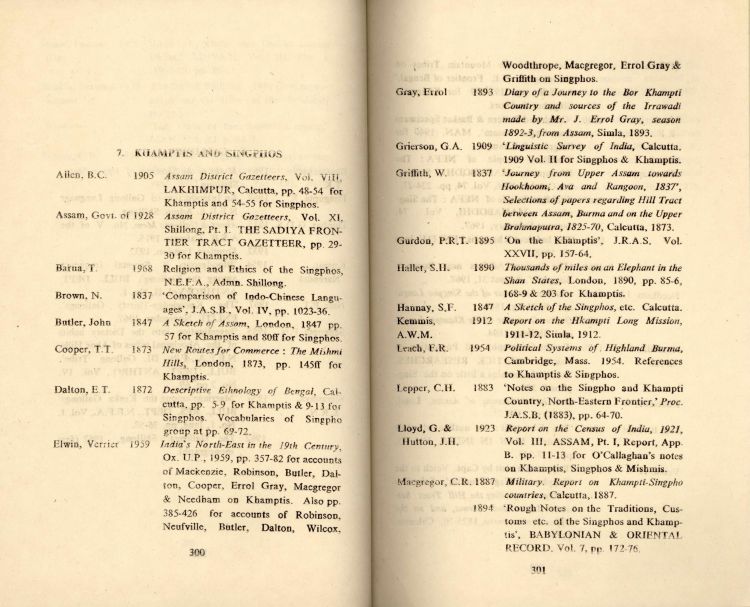 7. KHAMPTIS AND SINGPHOS
Allen, B.C. 1905 Assam District Gazetteers, Vol. VIII,
LAKHIMPUR, Calcutta, pp. 48-54 for
Khamptis and 54-55 for Singphos.
Assam, Govt. of 1928 Assam District Gazetteers, Vol. XI,
Shillong, Pt. I. THE SADIYA FRON-
TIER TRACT GAZETTEER, pp. 29-
30 for Khamptis.
Barua, T. 1968 Religion and Ethics of the Singphos,
N.E.F.A., Admn. Shillong.
Brown, N. 1837 'Comparison of Indo-Chinese Langu-
ages', J.A.S.B., Vol. IV, pp. 1023-36.
Butler, John 1847 A Sketch of Assam, London, 1847 pp.
57 for Khamptis and 80ff for Singphos.
Cooper, T.T. 1873 New Routes for Commerce : The Mishmi
Hills, London, 1873, pp. 145ff for
Khamptis.
Dalton, E.T. 1872 Descriptive Ethnology of Bengal, Cal-
cutta, pp. 5-9 for Khamptis & 9-13 for
Singphos. Vocabularies of Singpho
group at pp. 69-72.
Elwin, Verrier 1959 India's North-East in the 19th Century,
Ox. U.P., 1959, pp. 357-82 for accounts
of Mackenzie, Robinson, Butler, Dal-
ton, Cooper, Errol Gray, Macgregor
& Needham on Khamptis. Also pp.
385-426 for accounts of Robinson,
Neufville, Butler, Dalton, Wilcox,
300
Woodthrope, Macgregor, Errol Gray &
Griffith on Singphos.
Gray, Errol 1893 Diary of a Journey to the Bor Khampti
Country and sources of the Irrawadi
made by Mr. J. Errol Gray, season
1892-3, from Assam, Simla, 1893.
Grierson, G.A. 1909 'Linguistic Survey of India, Calcutta.
1909 Vol. II for Singphos & Khamptis.
Griffith, W. 1837 'Journey from Upper Assam towards
Hookhoom, Ava and Rangoon, 1837',
Selections of papers regarding Hill Tract
between Assam, Burma and on the Upper
Brahmaputra, 1825-70, Calcutta, 1873.
Gurdon, P.R.T. 1895 'On the Khamptis', J.R.A.S. Vol.
XXVII, pp. 157-64.
Hallet, S.H. 1890 Thousands of miles on an Elephant in the
Shan States, London, 1890, pp. 85-6,
168-9 & 203 for Khamptis.
Hannay, S.F. 1847 A Sketch of the Singphos, etc. Calcutta.
Kemmis, 1912 Report on the Hkampti Long Mission,
A.W.M. 1911-12, Simla, 1912.
Leach, F.R. 1954 Political Systems of Highland Burma,
Cambridge, Mass. 1954. References
to Khamptis & Singphos.
Lepper, C.H. 1883 'Notes on the Singpho and Khampti
Country, North-Eastern Frontier,' Proc.
J.A.S.B. (1883), pp. 64-70.
Lloyd, G. & 1923 Report on the Census of India, 1921,
Hutton, J.H. Vol. III, ASSAM, Pt. I, Report, App.
B. pp. 11-13 for O'Callaghan's notes
on Khamptis, Singphos & Mishmis.
Macgregor, C.R. 1887 Military. Report on Khampti-Singpho
countries, Calcutta, 1887.
1894 'Rough Notes on the Traditions, Cus-
toms etc. of the Singphos and Khamp-
tis', BABYLONIAN & ORIENTAL
RECORD. Vol. 7, pp. 172-76.
301